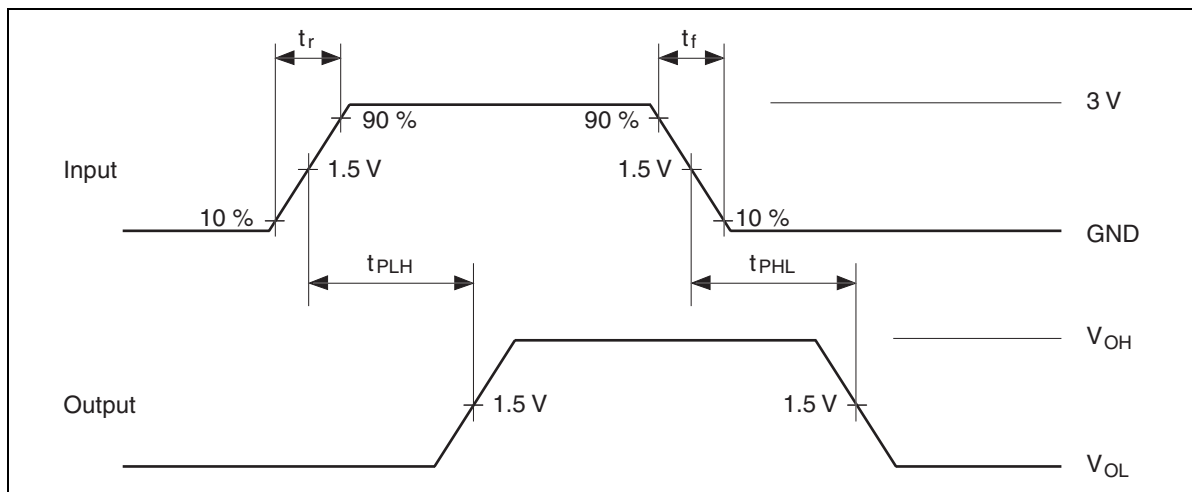 tr
tf
3 V
90 %
90 %
Input
1.5 V
1.5 V
10 %
10 %
GND
tPLH
tPHL
VOH
Output
1.5 V
1.5 V
VOL